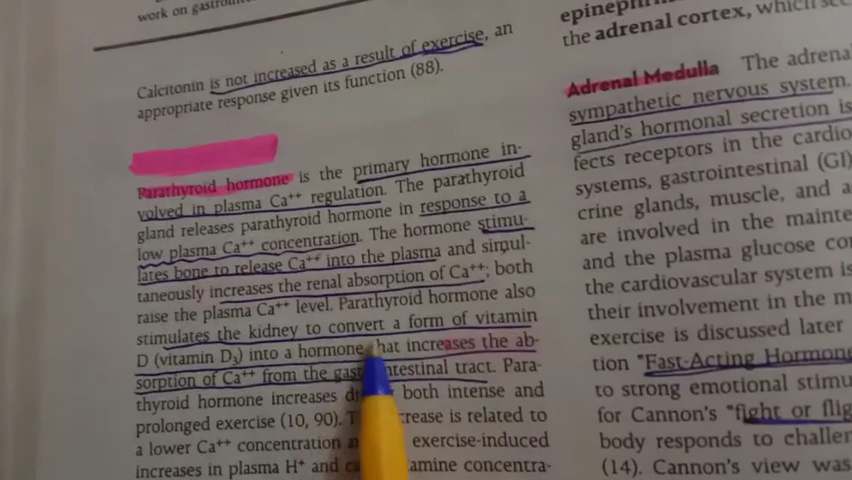 work on gastroin
Calcitonin is not increased as a result of exercise, an
appropriate response given its function (88).
Parathyroid hormone is the primary hormone in-
volved in plasma Ca++ regulation. The parathyroid
gland releases parathyroid hormone in response to a
low plasma Ca++ concentration. The hormone stimu-
lates bone to release Ca++ into the plasma and simul-
taneously increases the renal absorption of Ca++; both
raise the plasma Ca++ level. Parathyroid hormone also
stimulates the kidney to convert a form of vitamin
D (vitamin D3) into a hormone hat increases the ab-
sorption of Ca++ from the gast intestinal tract. Para-
thyroid hormone increases d both intense and
prolonged exercise (10, 90). T crease is related to
a lower Ca++ concentration a exercise-induced
increases in plasma H+ and ca amine concentra-
epineph
the adrenal cortex, which
Adrenal Medulla The adrenal
sympathetic nervous system.
gland's hormonal secretion is
fects receptors in the cardio
systems, gastrointestinal (GI)
crine glands, muscle, and a
are involved in the mainte
and the plasma glucose co
the cardiovascular system is
their involvement in the m
exercise is discussed later
tion "Fast-Acting Hormone
to strong emotional stimu
for Cannon's "fight or flig
body responds to challen
(14). Cannon's view was